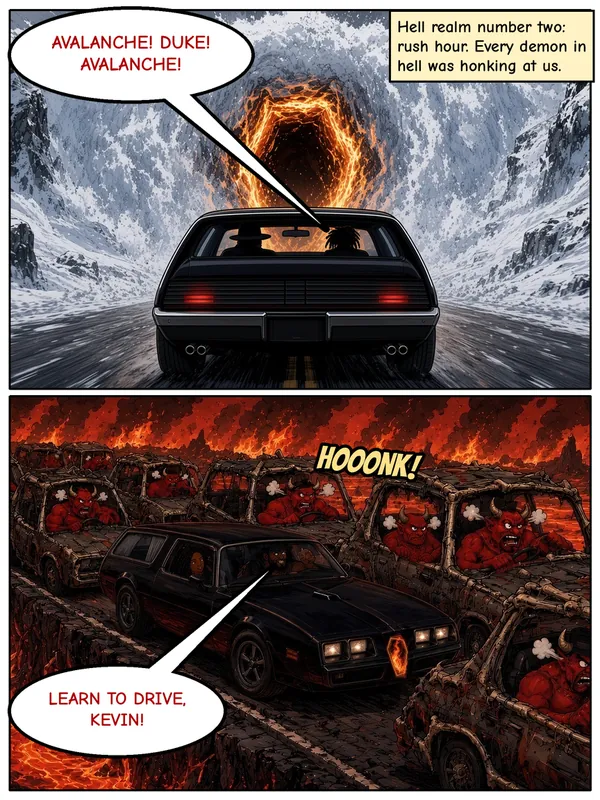 AVALANCHE! DUKE!
AVALANCHE!
Hell realm number two:
rush hour. Every demon in
hell was honking at us.
HOOONK!
LEARN TO DRIVE,
KEVIN!